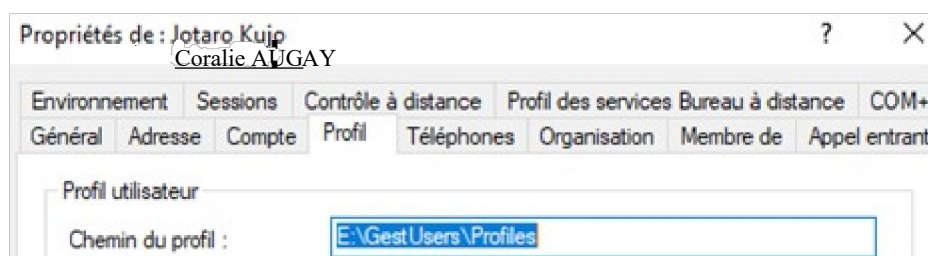 Propriétés de : Jotaro Kujo ? ×
Coralie AUGAY
Environnement Sessions Contrôle à distance Profil des services Bureau à distance COM+
Général Adresse Compte Profil Téléphones Organisation Membre de Appel entrant
Profil utilisateur
Chemin du profil : E:\GestUsers\Profiles